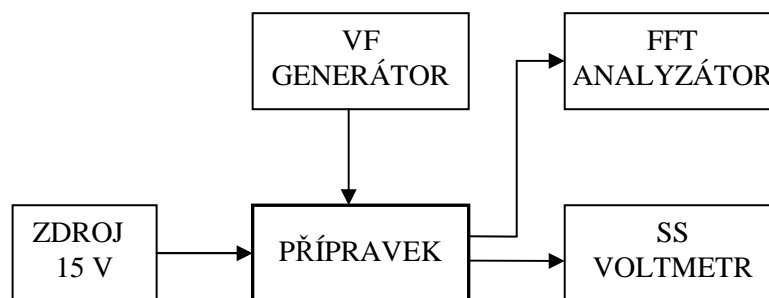 VF
GENERÁTOR
FFT
ANALYZÁTOR
ZDROJ
15 V
PŘÍPRAVEK
SS
VOLTMETR